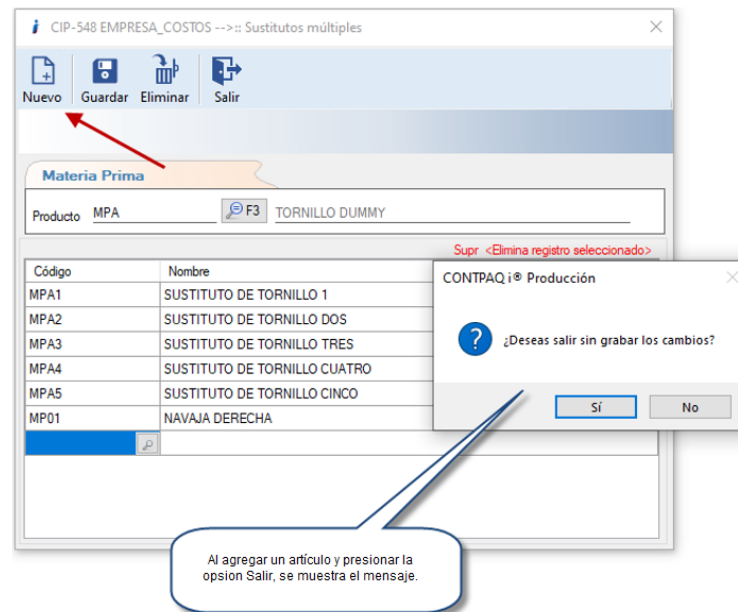 CIP-548 EMPRESA_COSTOS -->:: Sustitutos múltiples
Nuevo Guardar Eliminar Salir
Materia Prima
Producto MPA F3 TORNILLO DUMMY
Supr <Elimina registro seleccionado>
Código Nombre
MPA1 SUSTITUTO DE TORNILLO 1
MPA2 SUSTITUTO DE TORNILLO DOS
MPA3 SUSTITUTO DE TORNILLO TRES
MPA4 SUSTITUTO DE TORNILLO CUATRO
MPA5 SUSTITUTO DE TORNILLO CINCO
MP01 NAVAJA DERECHA
CONTPAQ i® Producción
¿Deseas salir sin grabar los cambios?
Sí No
Al agregar un artículo y presionar la
opsion Salir, se muestra el mensaje.